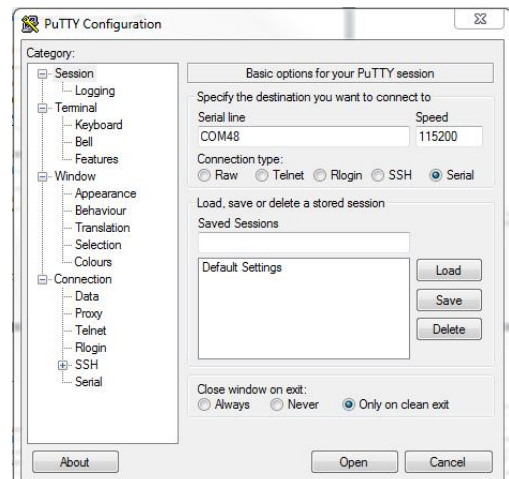 PuTTY Configuration
Category:
Session
Logging
Terminal
Keyboard
Bell
Features
Window
Appearance
Behaviour
Translation
Selection
Colours
Connection
Data
Proxy
Telnet
Rlogin
SSH
Serial
Basic options for your PuTTY session
Specify the destination you want to connect to
Serial line Speed
COM48 115200
Connection type:
Raw Telnet Rlogin SSH Serial
Load, save or delete a stored session
Saved Sessions
Default Settings
Load
Save
Delete
Close window on exit:
Always Never Only on clean exit
About Open Cancel